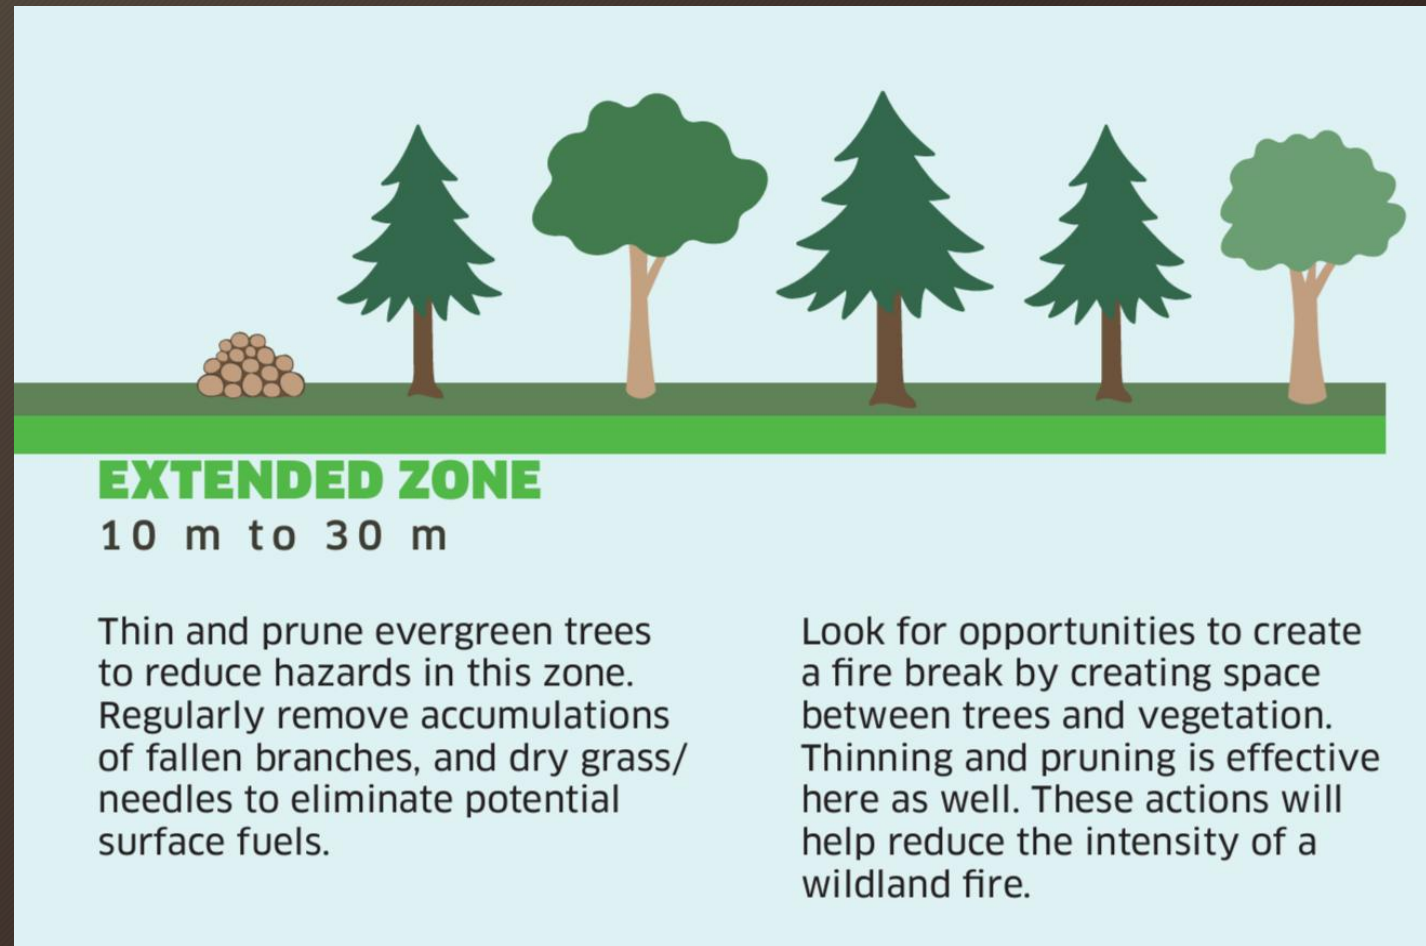 EXTENDED ZONE
10 m to 30 m
Thin and prune evergreen trees
to reduce hazards in this zone.
Regularly remove accumulations
of fallen branches, and dry grass/
needles to eliminate potential
surface fuels.
Look for opportunities to create
a fire break by creating space
between trees and vegetation.
Thinning and pruning is effective
here as well. These actions will
help reduce the intensity of a
wildland fire.